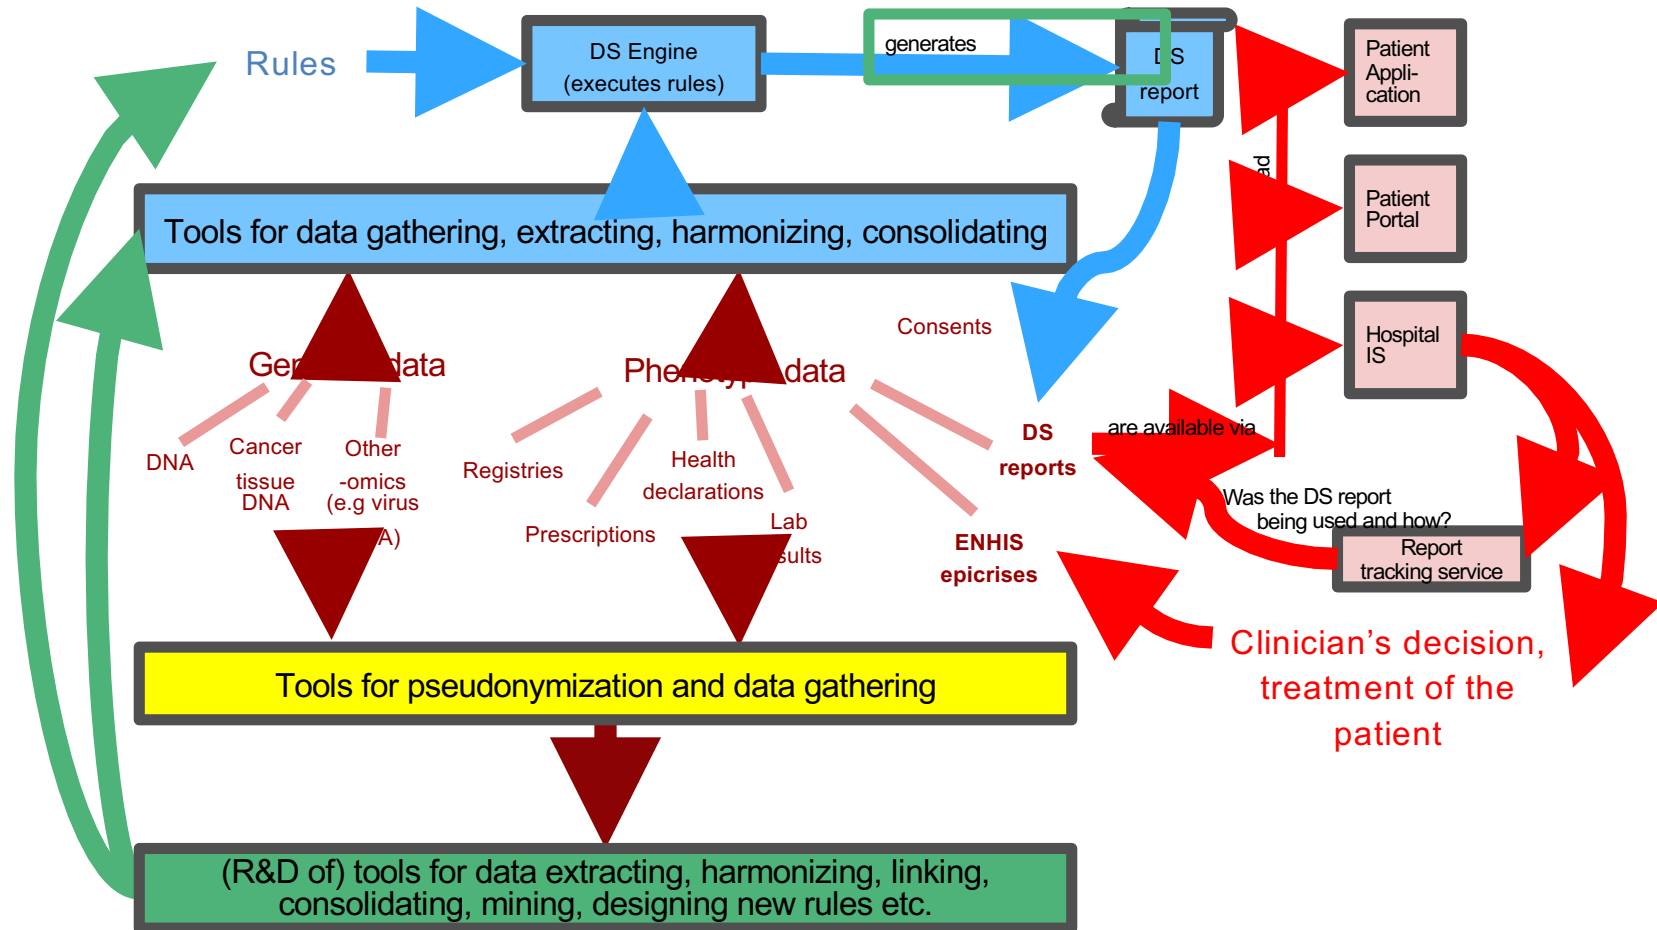 generates
Rules
DS Engine
(executes rules)
DS
report
Patient
Appli-
cation
Patient
Portal
Tools for data gathering, extracting, harmonizing, consolidating
Hospital
IS
Consents
data
data
DNA
Cancer
tissue
DNA
Other
-omics
(e.g virus
A)
Registries
Prescriptions
Health
declarations
Lab
DS
reports
are available via
ENHIS
epicrises
Was the DS report
being used and how?
Report
tracking service
Clinician’s decision,
treatment of the
patient
Tools for pseudonymization and data gathering
(R&D of) tools for data extracting, harmonizing, linking,
consolidating, mining, designing new rules etc.